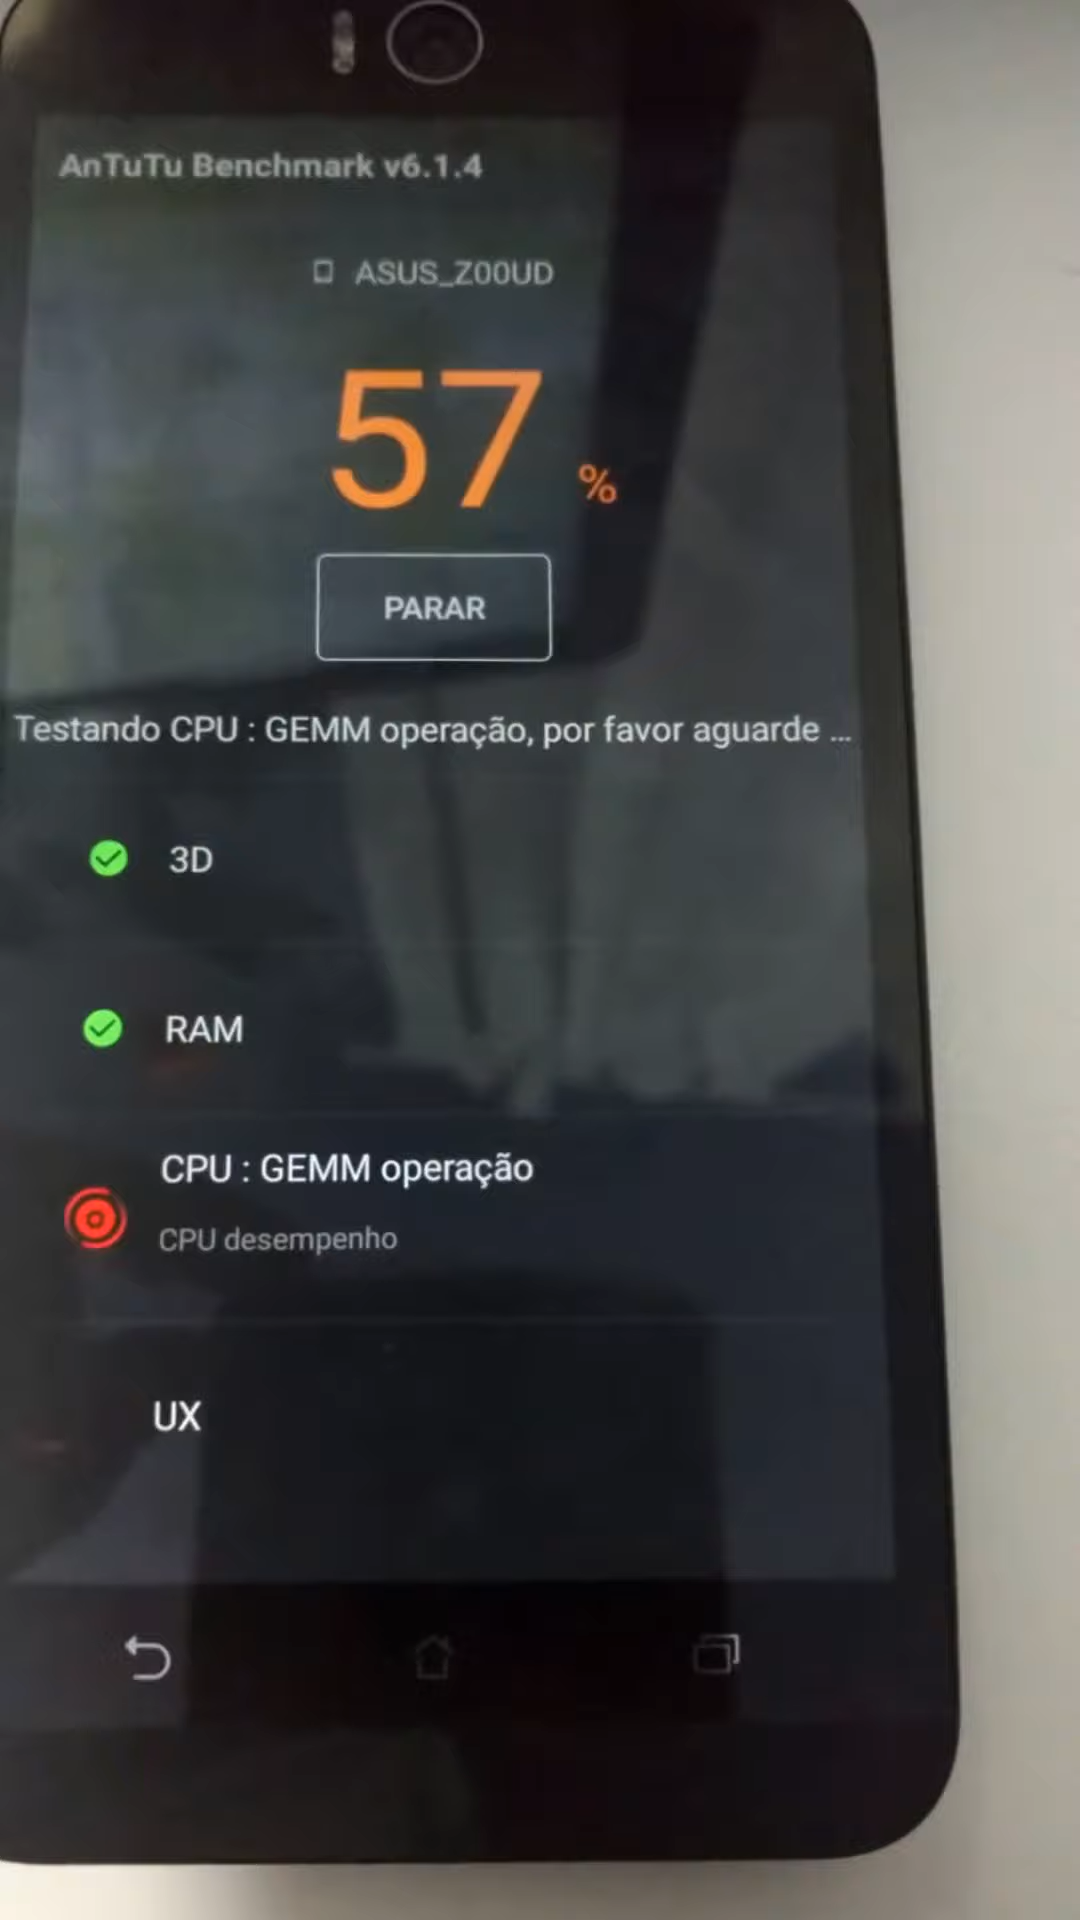 AnTuTu Benchmark v6.1.4
ASUS_Z00UD
57 %
PARAR
Testando CPU : GEMM operação, por favor aguarde ...
3D
RAM
CPU : GEMM operação
CPU desempenho
UX